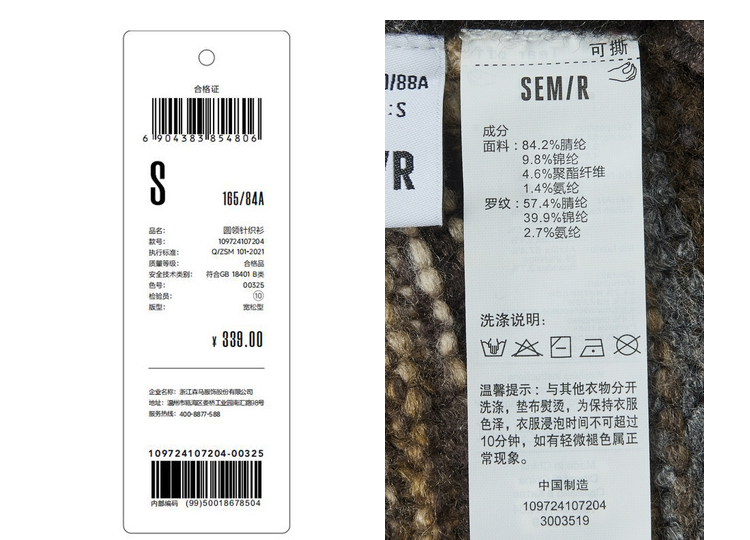 合格证
6 904383 854806
S
165/84A
品名： 圆领针织衫
款号： 109724107204
执行标准： Q/ZSM 101-2021
质量等级： 合格品
安全技术类别： 符合GB 18401 B类
色号： 00325
检验员： 10
版型： 宽松型
¥ 339.00
企业名称： 浙江森马服饰股份有限公司
地址： 温州市瓯海区娄桥工业园南汇路98号
服务热线： 400-8877-588
109724107204-00325
内部编码 (99)50018678504
/88A
:S
/R
可撕
SEM/R
成分
面料：84.2%腈纶
9.8%锦纶
4.6%聚酯纤维
1.4%氨纶
罗纹：57.4%腈纶
39.9%锦纶
2.7%氨纶
洗涤说明：
温馨提示：与其他衣物分开
洗涤，垫布熨烫，为保持衣服
色泽，衣服浸泡时间不可超过
10分钟，如有轻微褪色属正
常现象。
中国制造
109724107204
3003519